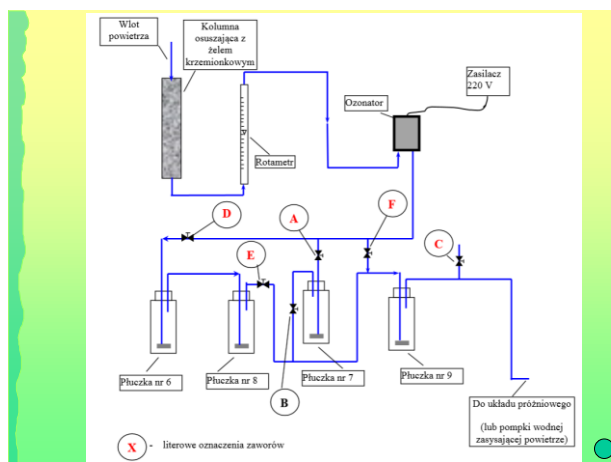 Wlot
powietrza
Kolumna
osuszająca z
żelem
krzemionkowym
Zasilacz
220 V
Ozonator
Rotametr
D
A
F
E
C
Płuczka nr 6
Płuczka nr 8
Płuczka nr 7
Płuczka nr 9
B
Do układu próżniowego
(lub pompki wodnej
zasysającej powietrze)
X - literowe oznaczenia zaworów